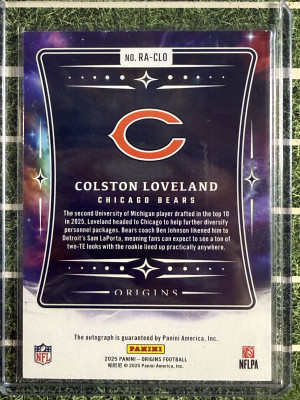 NO. RA-CLO
COLSTON LOVELAND
CHICAGO BEARS
The second University of Michigan player drafted in the top 10
in 2025, Loveland headed to Chicago to help further diversify
personnel packages. Bears coach Ben Johnson likened him to
Detroit's Sam LaPorta, meaning fans can expect to see a ton of
two-TE looks with the rookie lined up practically anywhere.
ORIGINS
The autograph is guaranteed by Panini America, Inc.
NFL
PANINI
NFLPA
2025 PANINI – ORIGINS FOOTBALL
帕尼尼 © 2025 Panini America, Inc.